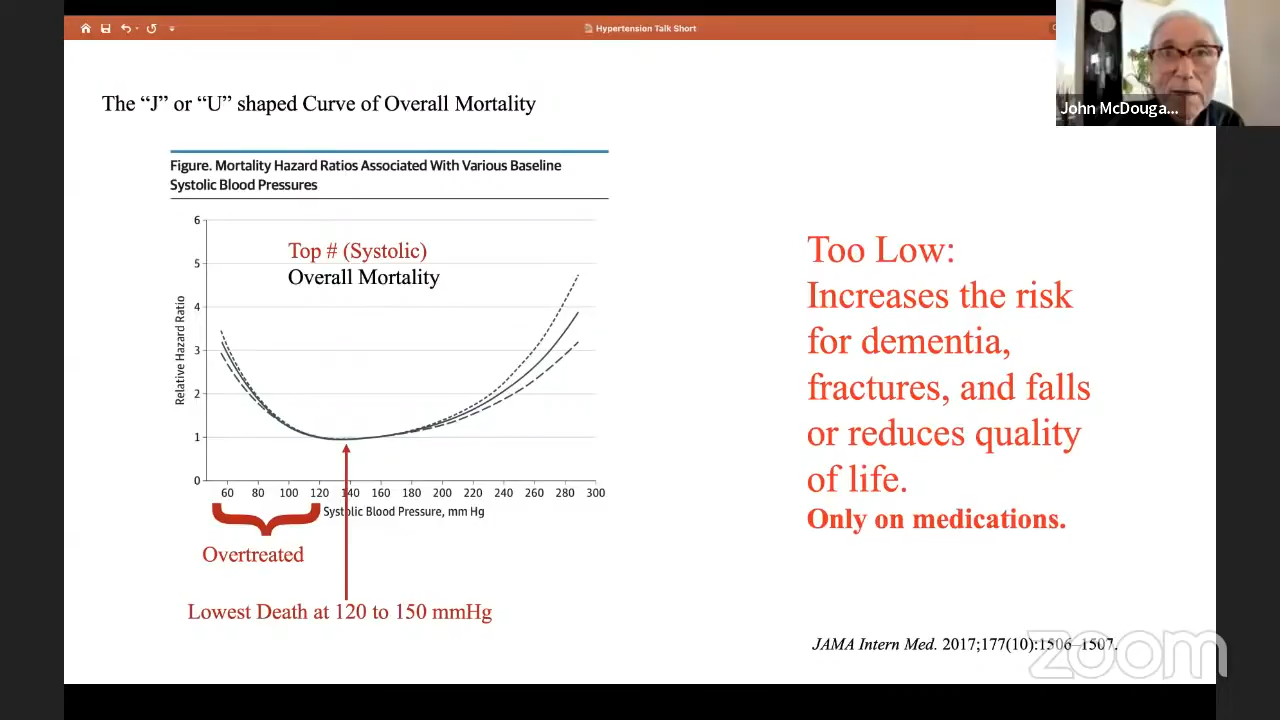 Hypertension Talk Short
John McDouga...
The “J” or “U” shaped Curve of Overall Mortality
Figure. Mortality Hazard Ratios Associated With Various Baseline
Systolic Blood Pressures
6
5
4
3
2
1
0
Relative Hazard Ratio
Top # (Systolic)
Overall Mortality
60 80 100 120 140 160 180 200 220 240 260 280 300
Systolic Blood Pressure, mm Hg
Overtreated
Lowest Death at 120 to 150 mmHg
Too Low:
Increases the risk
for dementia,
fractures, and falls
or reduces quality
of life.
Only on medications.
JAMA Intern Med. 2017;177(10):1506–1507.
zoom